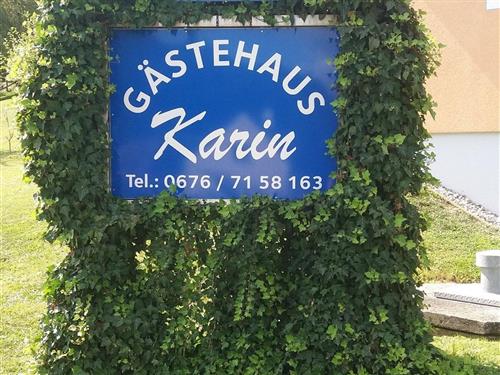 GÄSTEHAUS
Karin
Tel.: 0676 / 71 58 163